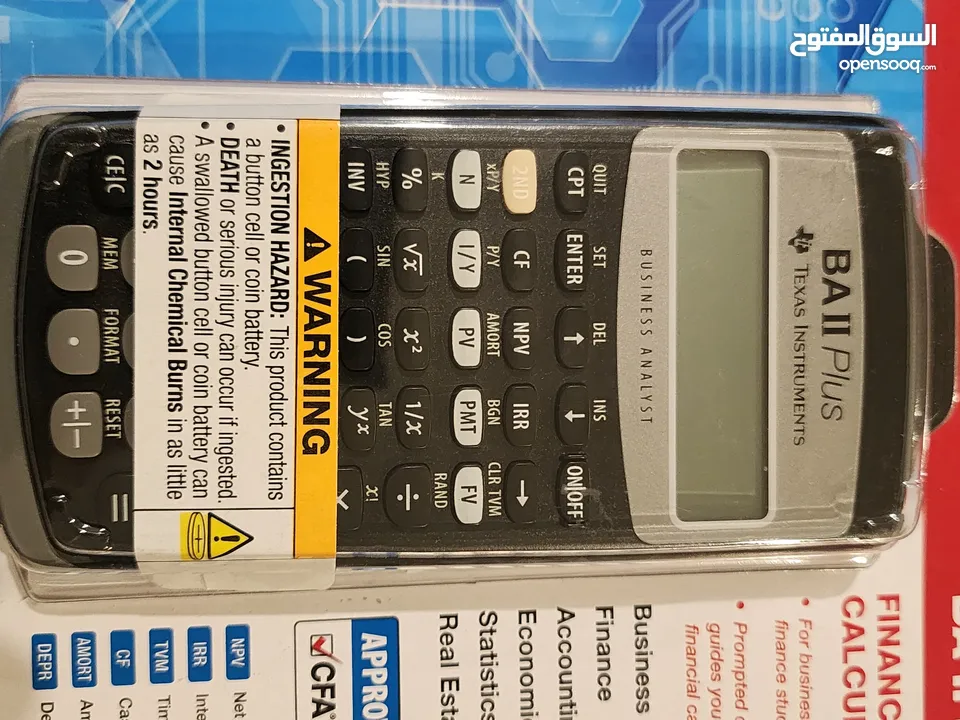 السوق المفتوح
opensooq.com
BA II Plus
TEXAS INSTRUMENTS
BUSINESS ANALYST
QUIT SET DEL INS
CPT ENTER ↑ ↓ ON|OFF
2ND CF NPV IRR →
xP/Y P/Y AMORT BGN CLR TVM
N I/Y PV PMT FV
K RAND
% √x x² 1/x ÷
HYP SIN COS TAN x!
INV ( ) yˣ ×
⚠ WARNING
• INGESTION HAZARD: This product contains
a button cell or coin battery.
• DEATH or serious injury can occur if ingested.
• A swallowed button cell or coin battery can
cause Internal Chemical Burns in as little
as 2 hours.
MEM FORMAT RESET
CE|C 0 . +|− =
FINANC
CALCU
• For busines
finance stu
• Prompted
guides you
financial ca
Business
Finance
Accounti
Economi
Statistics
Real Esta
APPRO
CFA
NPV Net
IRR Inte
TVM Tim
CF Ca
AMORT Am
DEPR De